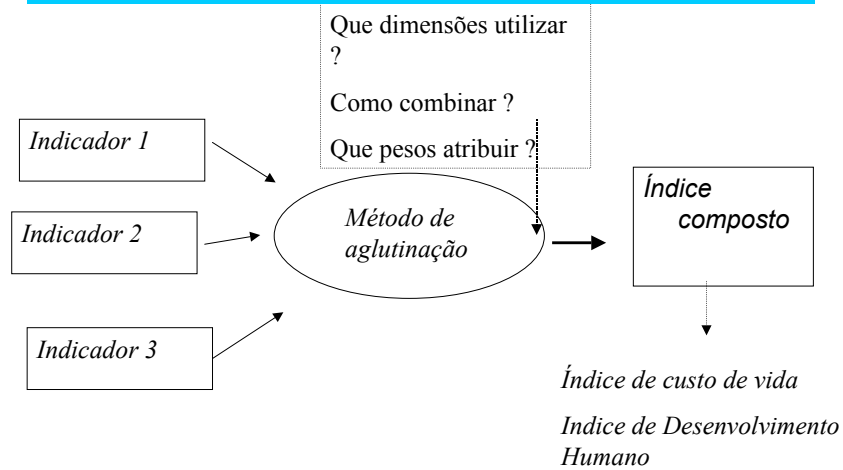 Que dimensões utilizar
?
Como combinar ?
Que pesos atribuir ?
Indicador 1
Indicador 2
Indicador 3
Método de
aglutinação
Índice
composto
Índice de custo de vida
Indice de Desenvolvimento
Humano